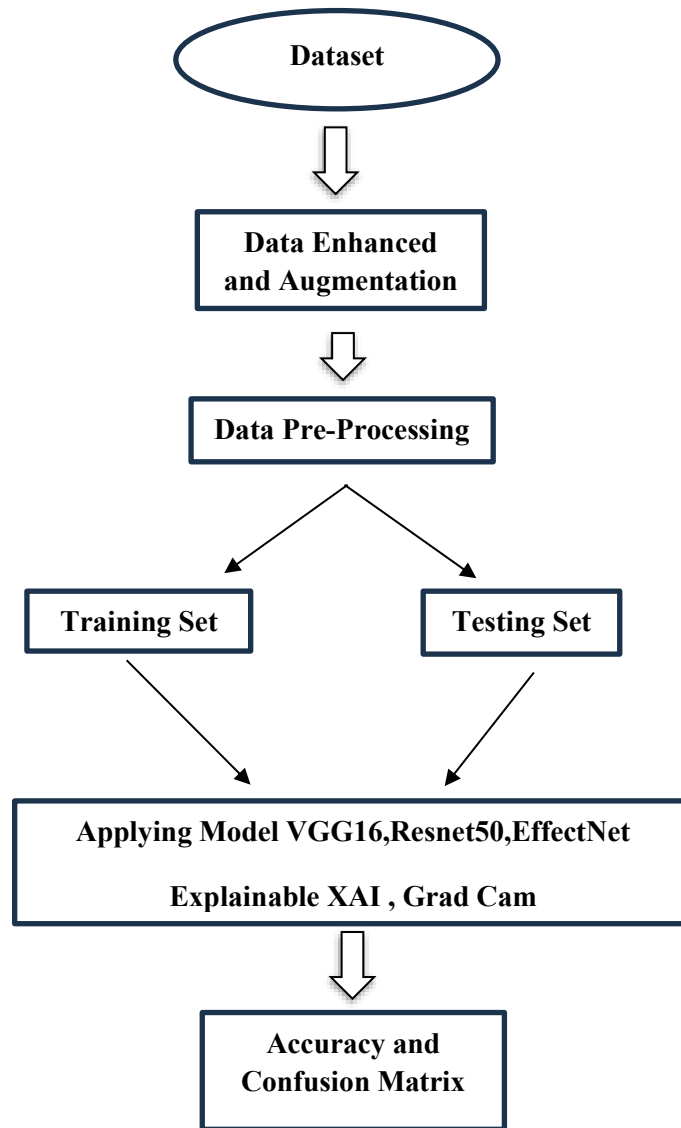 Dataset
Data Enhanced
and Augmentation
Data Pre-Processing
Training Set
Testing Set
Applying Model VGG16,Resnet50,EffectNet
Explainable XAI , Grad Cam
Accuracy and
Confusion Matrix